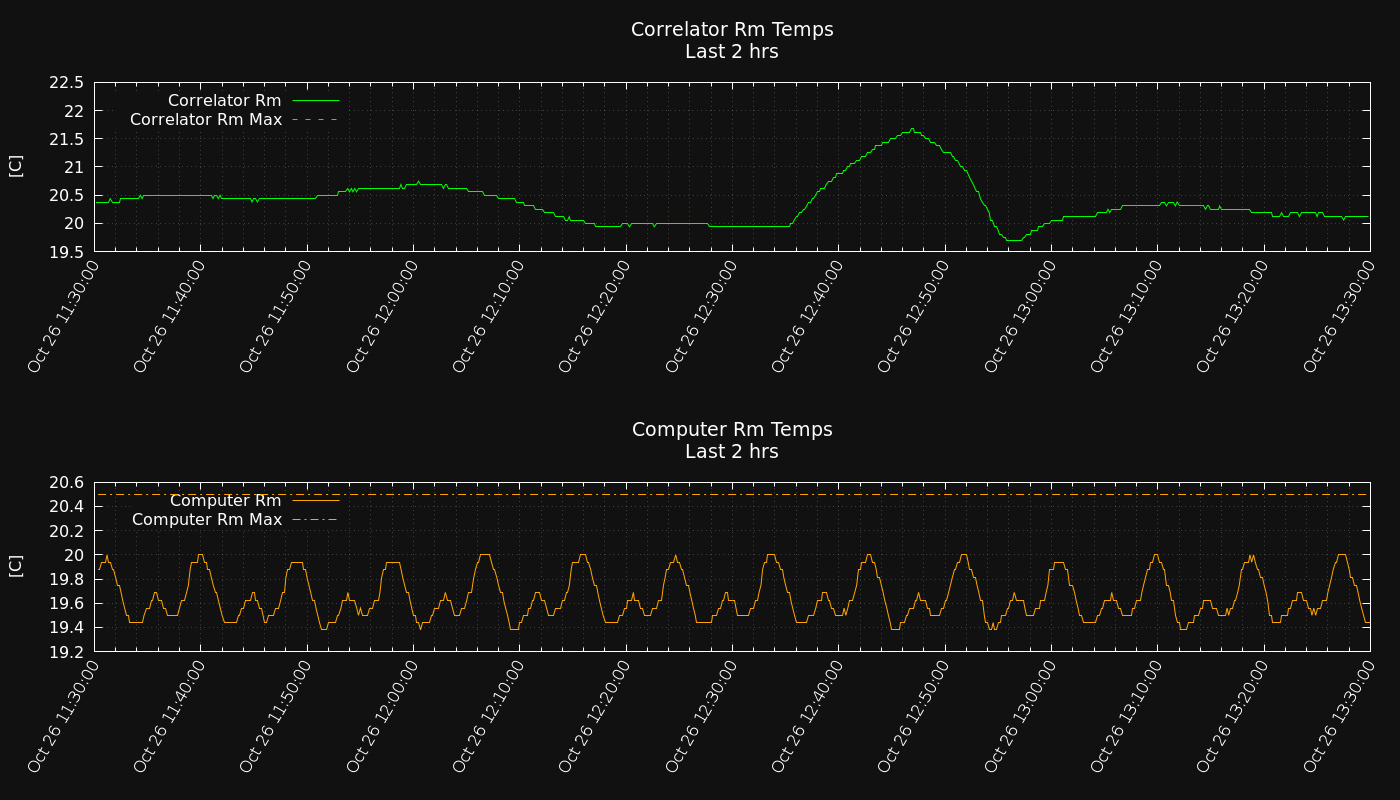 Correlator Rm Temps
Last 2 hrs
22.5
22
21.5
21
20.5
20
19.5
[C]
Correlator Rm
Correlator Rm Max
Oct 26 11:30:00
Oct 26 11:40:00
Oct 26 11:50:00
Oct 26 12:00:00
Oct 26 12:10:00
Oct 26 12:20:00
Oct 26 12:30:00
Oct 26 12:40:00
Oct 26 12:50:00
Oct 26 13:00:00
Oct 26 13:10:00
Oct 26 13:20:00
Oct 26 13:30:00
Computer Rm Temps
Last 2 hrs
20.6
20.4
20.2
20
19.8
19.6
19.4
19.2
[C]
Computer Rm
Computer Rm Max
Oct 26 11:30:00
Oct 26 11:40:00
Oct 26 11:50:00
Oct 26 12:00:00
Oct 26 12:10:00
Oct 26 12:20:00
Oct 26 12:30:00
Oct 26 12:40:00
Oct 26 12:50:00
Oct 26 13:00:00
Oct 26 13:10:00
Oct 26 13:20:00
Oct 26 13:30:00